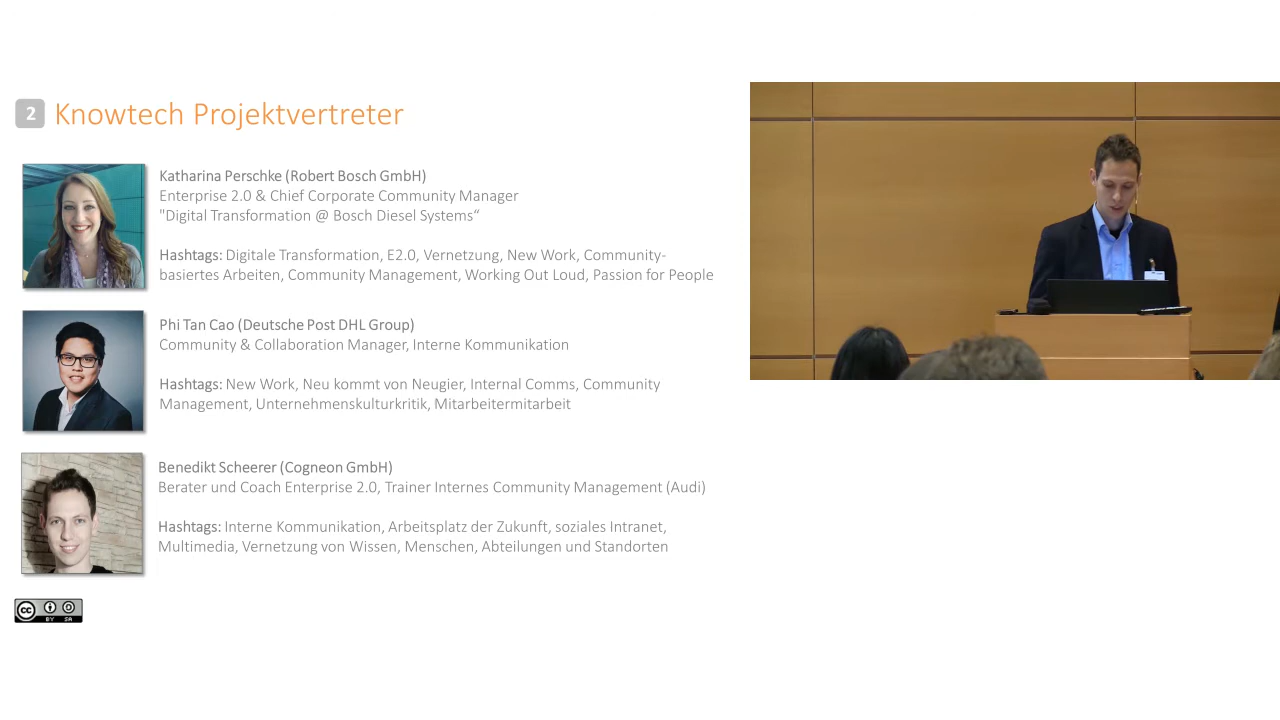 2 Knowtech Projektvertreter
Katharina Perschke (Robert Bosch GmbH)
Enterprise 2.0 & Chief Corporate Community Manager
"Digital Transformation @ Bosch Diesel Systems“
Hashtags: Digitale Transformation, E2.0, Vernetzung, New Work, Community-
basiertes Arbeiten, Community Management, Working Out Loud, Passion for People
Phi Tan Cao (Deutsche Post DHL Group)
Community & Collaboration Manager, Interne Kommunikation
Hashtags: New Work, Neu kommt von Neugier, Internal Comms, Community
Management, Unternehmenskulturkritik, Mitarbeitermitarbeit
Benedikt Scheerer (Cogneon GmbH)
Berater und Coach Enterprise 2.0, Trainer Internes Community Management (Audi)
Hashtags: Interne Kommunikation, Arbeitsplatz der Zukunft, soziales Intranet,
Multimedia, Vernetzung von Wissen, Menschen, Abteilungen und Standorten
cc BY SA